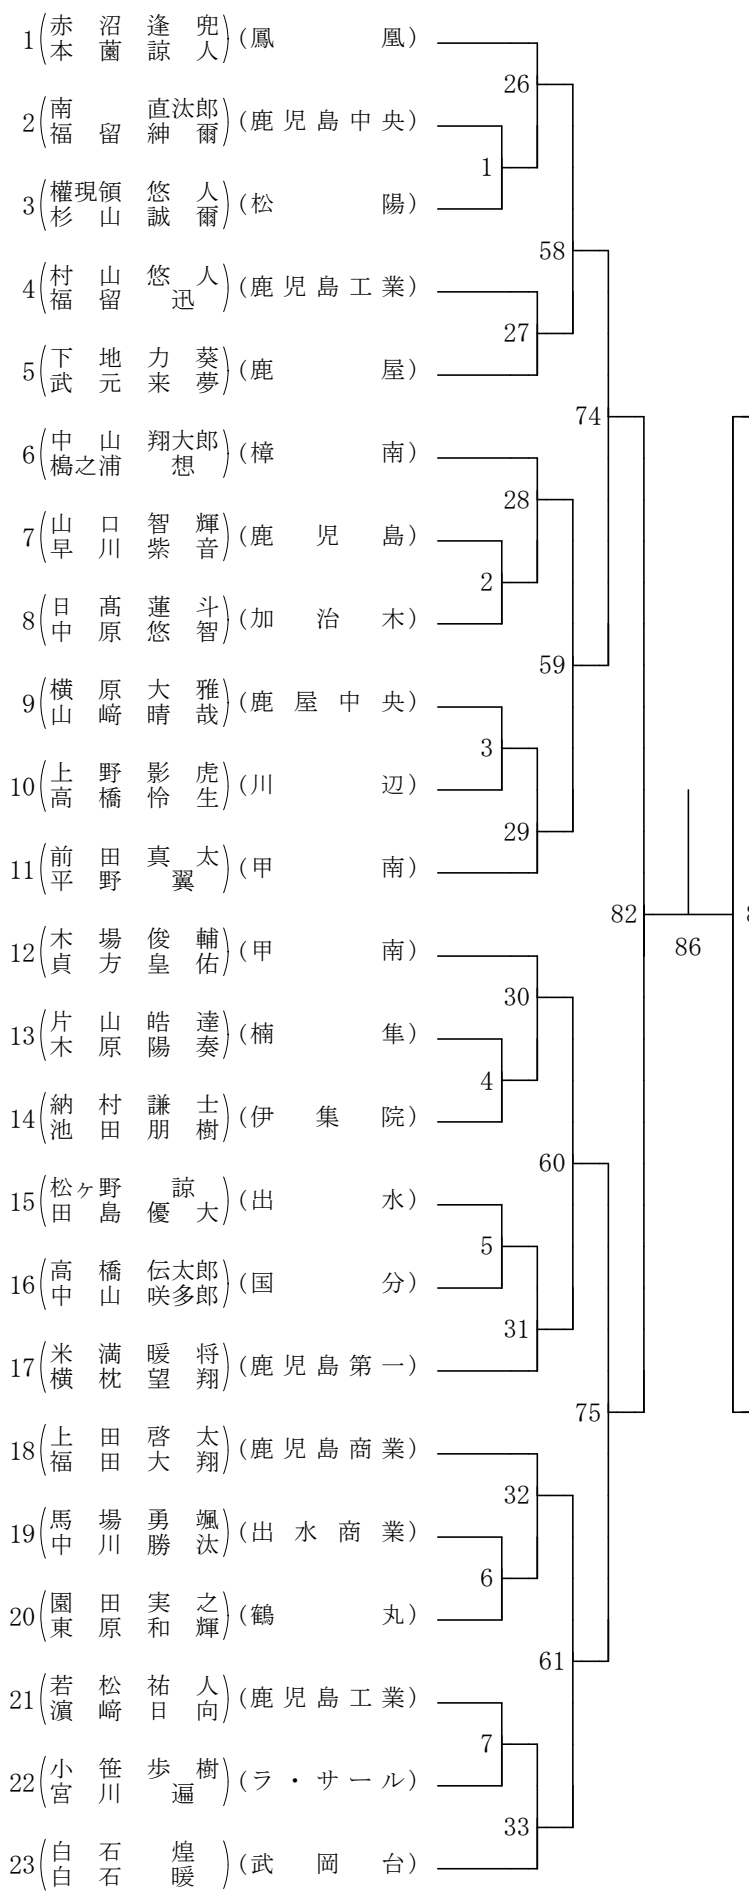 1 (赤沼逢兜 (鳳凰)
本薗諒人)
26
2 (南直汰郎 (鹿児島中央)
福留紳爾)
1
3 (權現領悠人 (松陽)
杉山誠爾)
58
4 (村山悠人 (鹿児島工業)
福留迅)
27
5 (下地力葵 (鹿屋)
武元来夢)
74
6 (中山翔大郎 (樟南)
樢之浦想)
28
7 (山口智輝 (鹿児島)
早川紫音)
2
8 (日髙蓮斗 (加治木)
中原悠智)
59
9 (横原大雅 (鹿屋中央)
山﨑晴哉)
3
10 (上野影虎 (川辺)
高橋怜生)
29
11 (前田真太 (甲南)
平野翼)
82
86
12 (木場俊輔 (甲南)
貞方皇佑)
30
13 (片山皓達 (楠隼)
木原陽奏)
4
14 (納村謙士 (伊集院)
池田朋樹)
60
15 (松ヶ野諒 (出水)
田島優大)
5
16 (高橋伝太郎 (国分)
中山咲多郎)
31
17 (米満暖将 (鹿児島第一)
横枕望翔)
75
18 (上田啓太 (鹿児島商業)
福田大翔)
32
19 (馬場勇颯 (出水商業)
中川勝汰)
6
20 (園田実之 (鶴丸)
東原和輝)
61
21 (若松祐人 (鹿児島工業)
濵﨑日向)
7
22 (小笹歩樹 (ラ・サール)
宮川遍)
33
23 (白石煌 (武岡台)
白石暖)